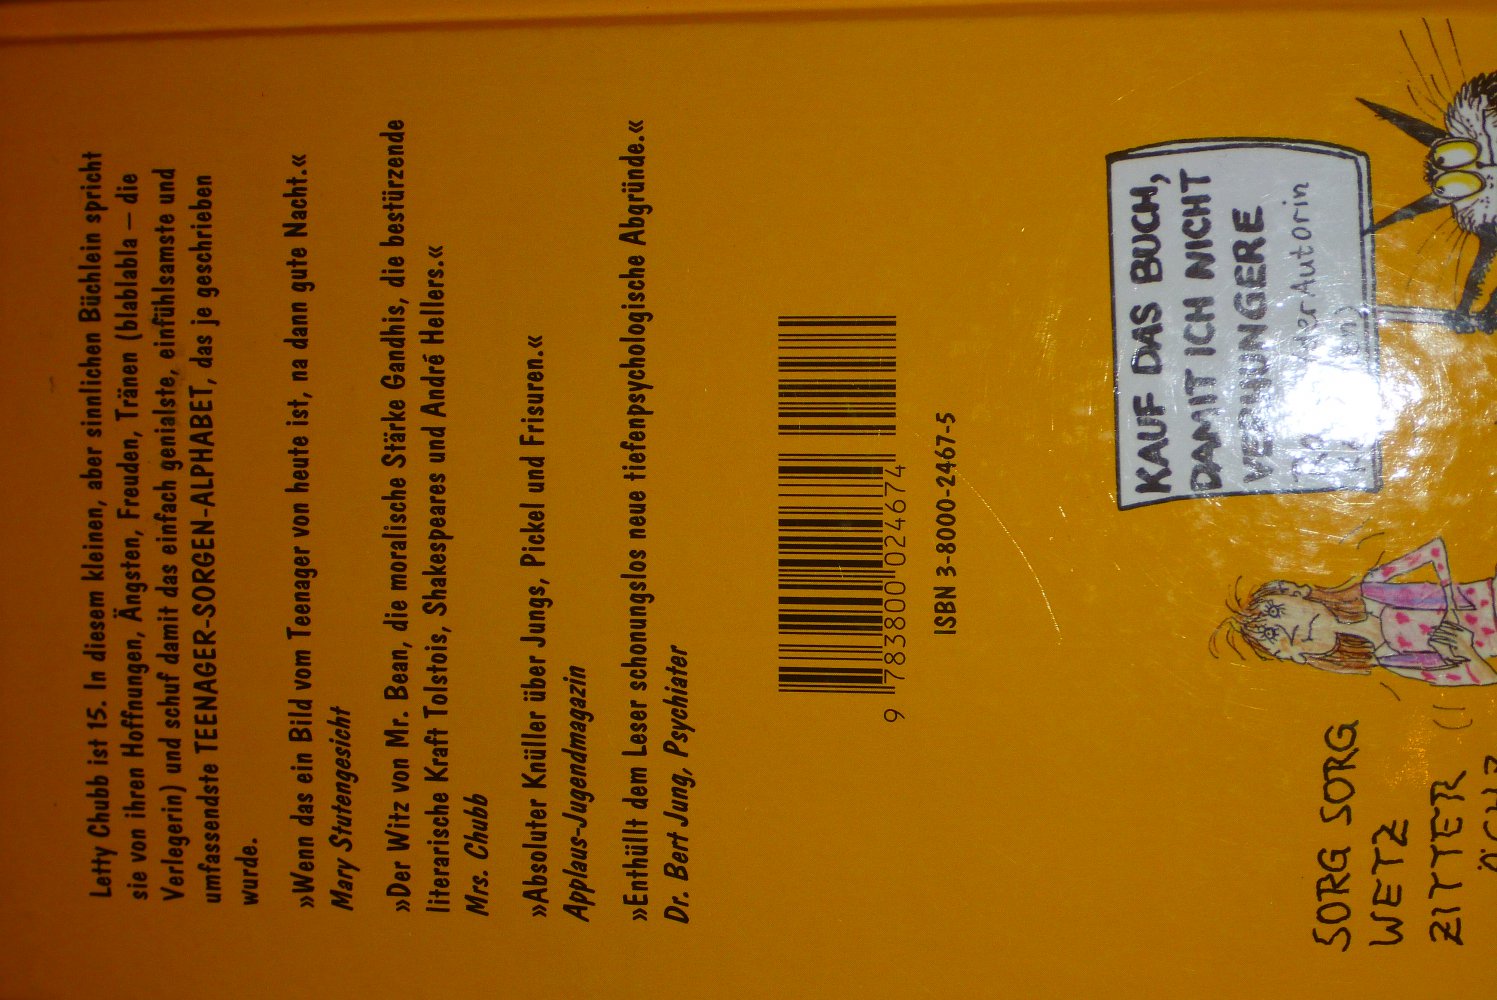 Letty Chubb ist 15. In diesem kleinen, aber sinnlichen Büchlein spricht
sie von ihren Hoffnungen, Ängsten, Freuden, Tränen (blablabla – die
Verlegerin) und schuf damit das einfach genialste, einfühlsamste und
umfassendste TEENAGER-SORGEN-ALPHABET, das je geschrieben
wurde.
»Wenn das ein Bild vom Teenager von heute ist, na dann gute Nacht.«
Mary Stutengesicht
»Der Witz von Mr. Bean, die moralische Stärke Gandhis, die bestürzende
literarische Kraft Tolstois, Shakespeares und André Hellers.«
Mrs. Chubb
»Absoluter Knüller über Jungs, Pickel und Frisuren.«
Applaus-Jugendmagazin
»Enthüllt dem Leser schonungslos neue tiefenpsychologische Abgründe.«
Dr. Bert Jung, Psychiater
9 783800 024674
ISBN 3-8000-2467-5
KAUF DAS BUCH,
DAMIT ICH NICHT
VERHUNGERE
der Autorin
SORG SORG
WETZ
ZITTER
ÄCHZ